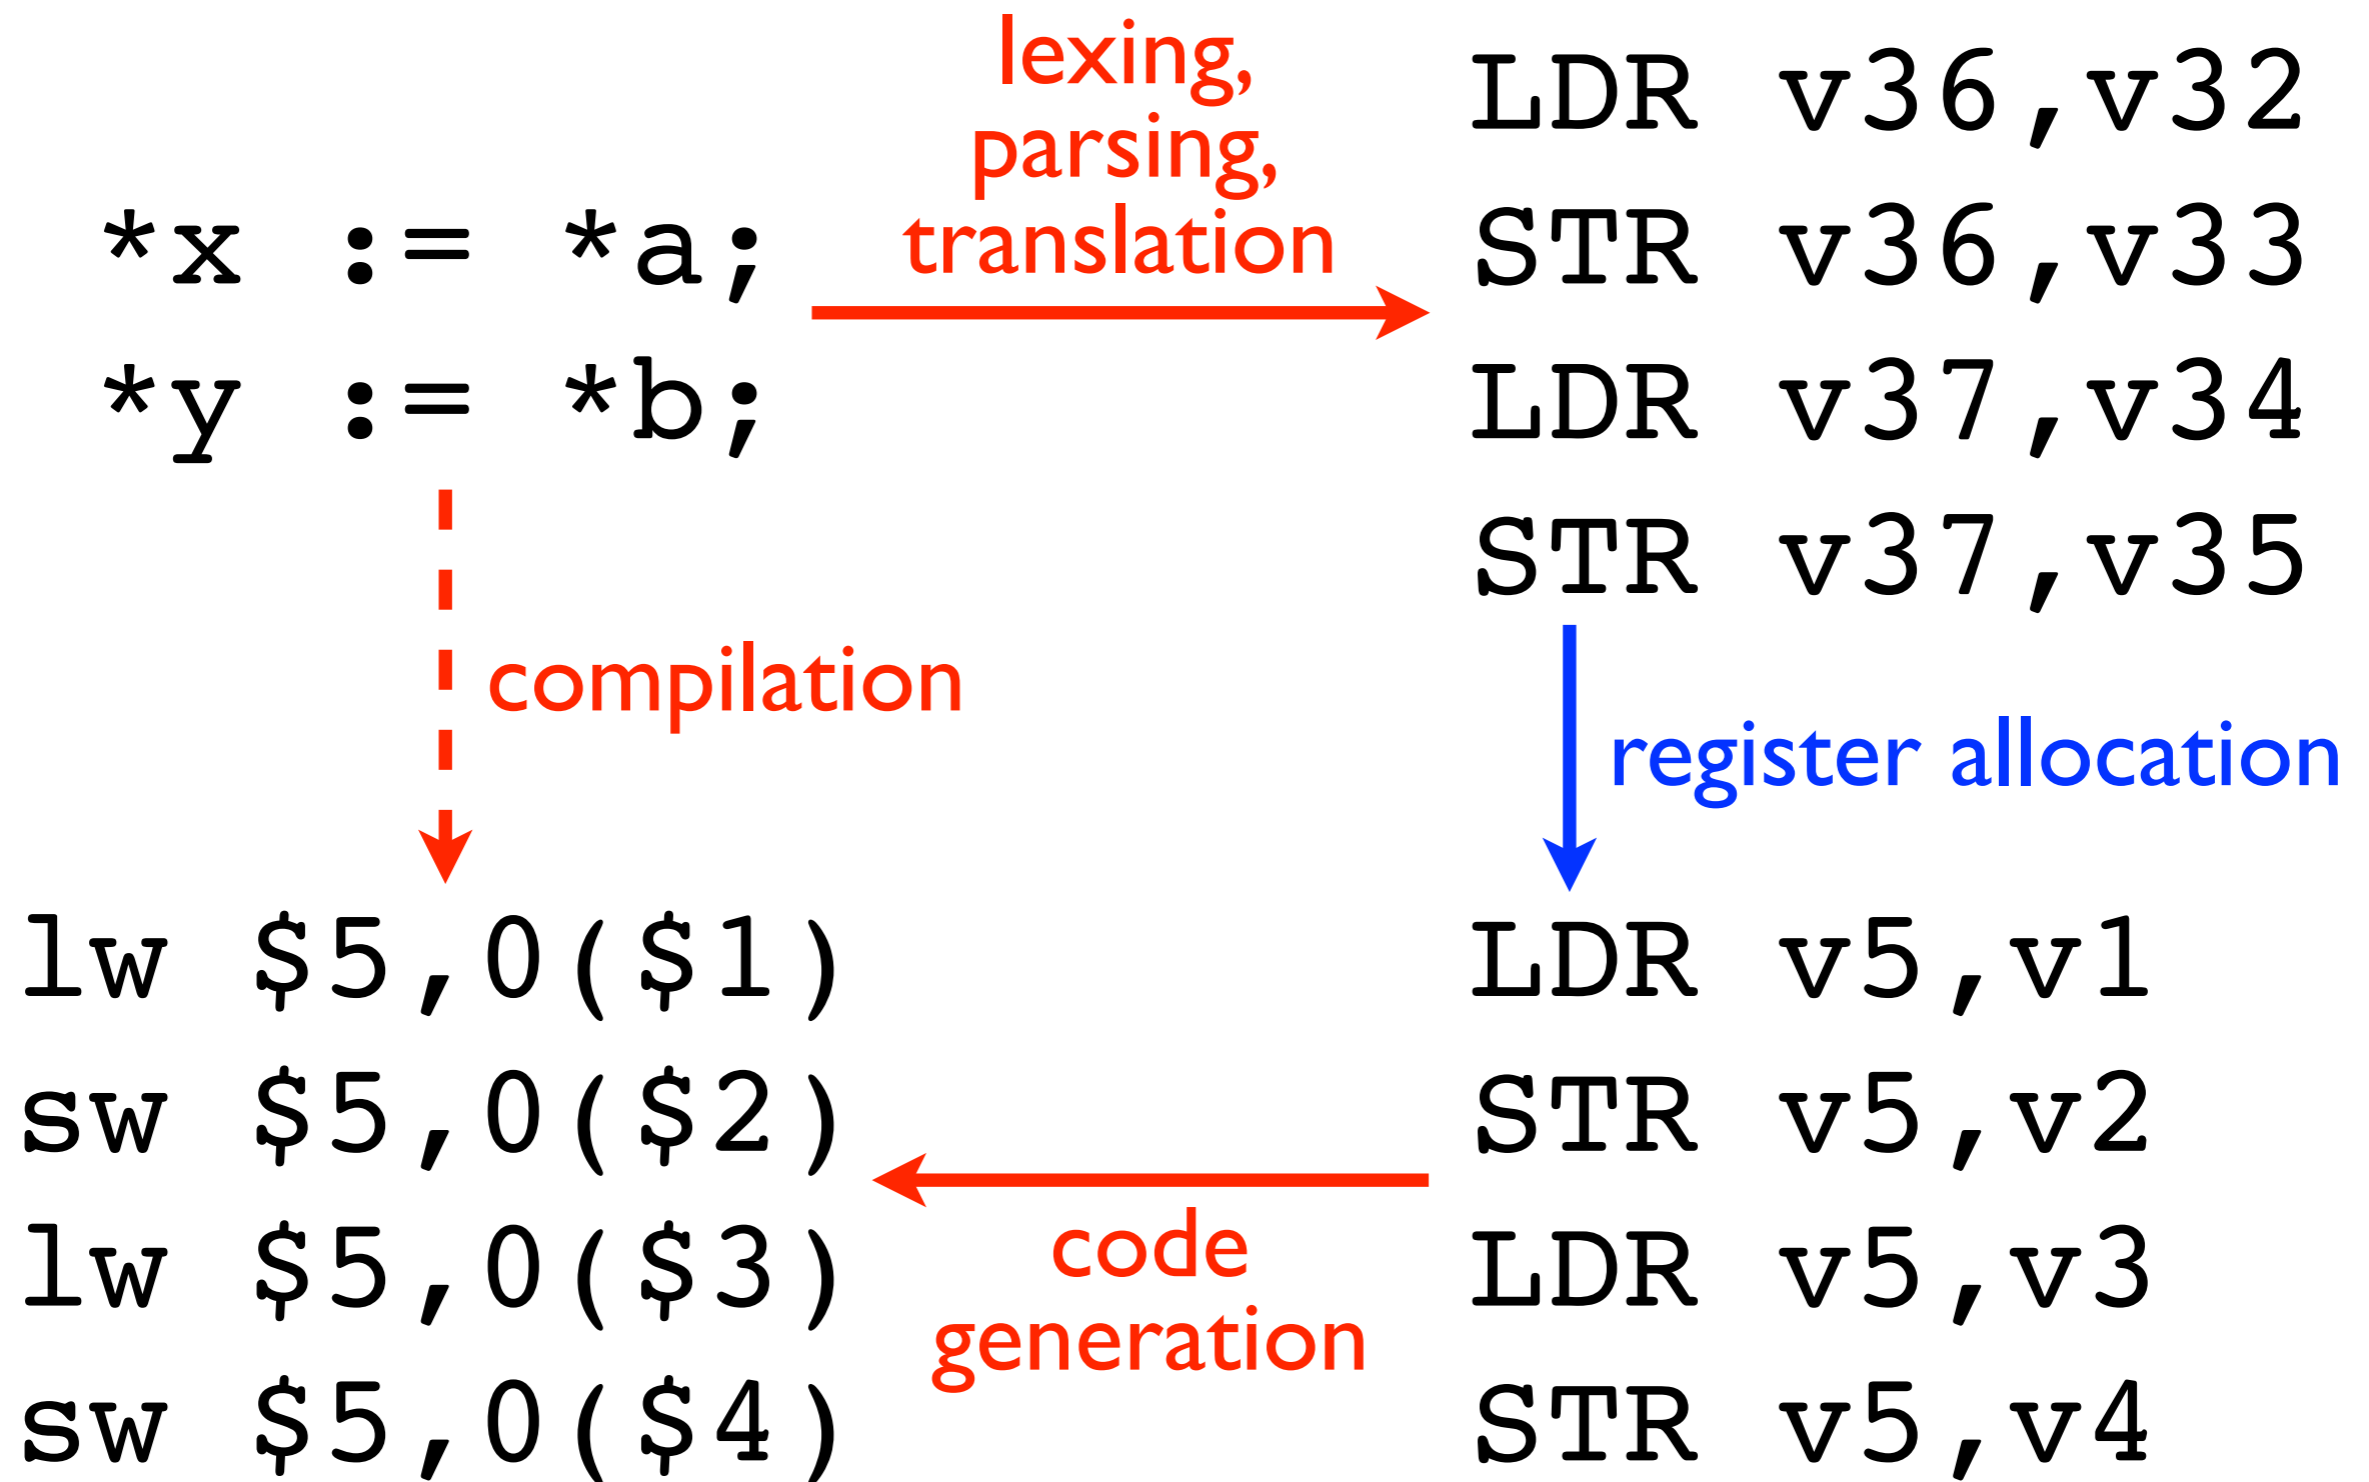 *x := *a;
*y := *b;
lexing,
parsing,
translation
LDR v36,v32
STR v36,v33
LDR v37,v34
STR v37,v35
compilation
register allocation
lw $5,0($1)
sw $5,0($2)
lw $5,0($3)
sw $5,0($4)
code
generation
LDR v5,v1
STR v5,v2
LDR v5,v3
STR v5,v4